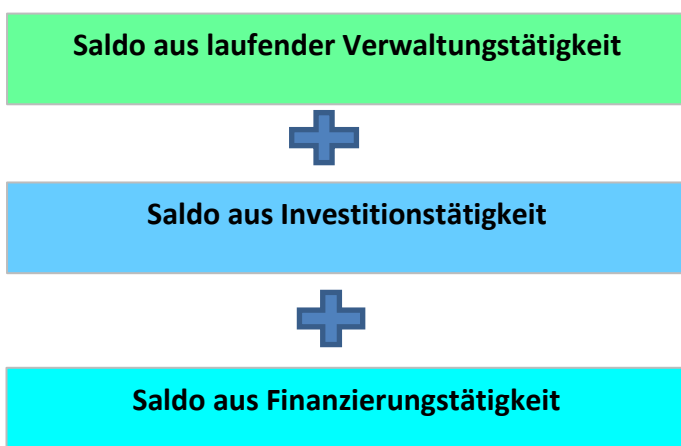 Saldo aus laufender Verwaltungstätigkeit
Saldo aus Investitionstätigkeit
Saldo aus Finanzierungstätigkeit